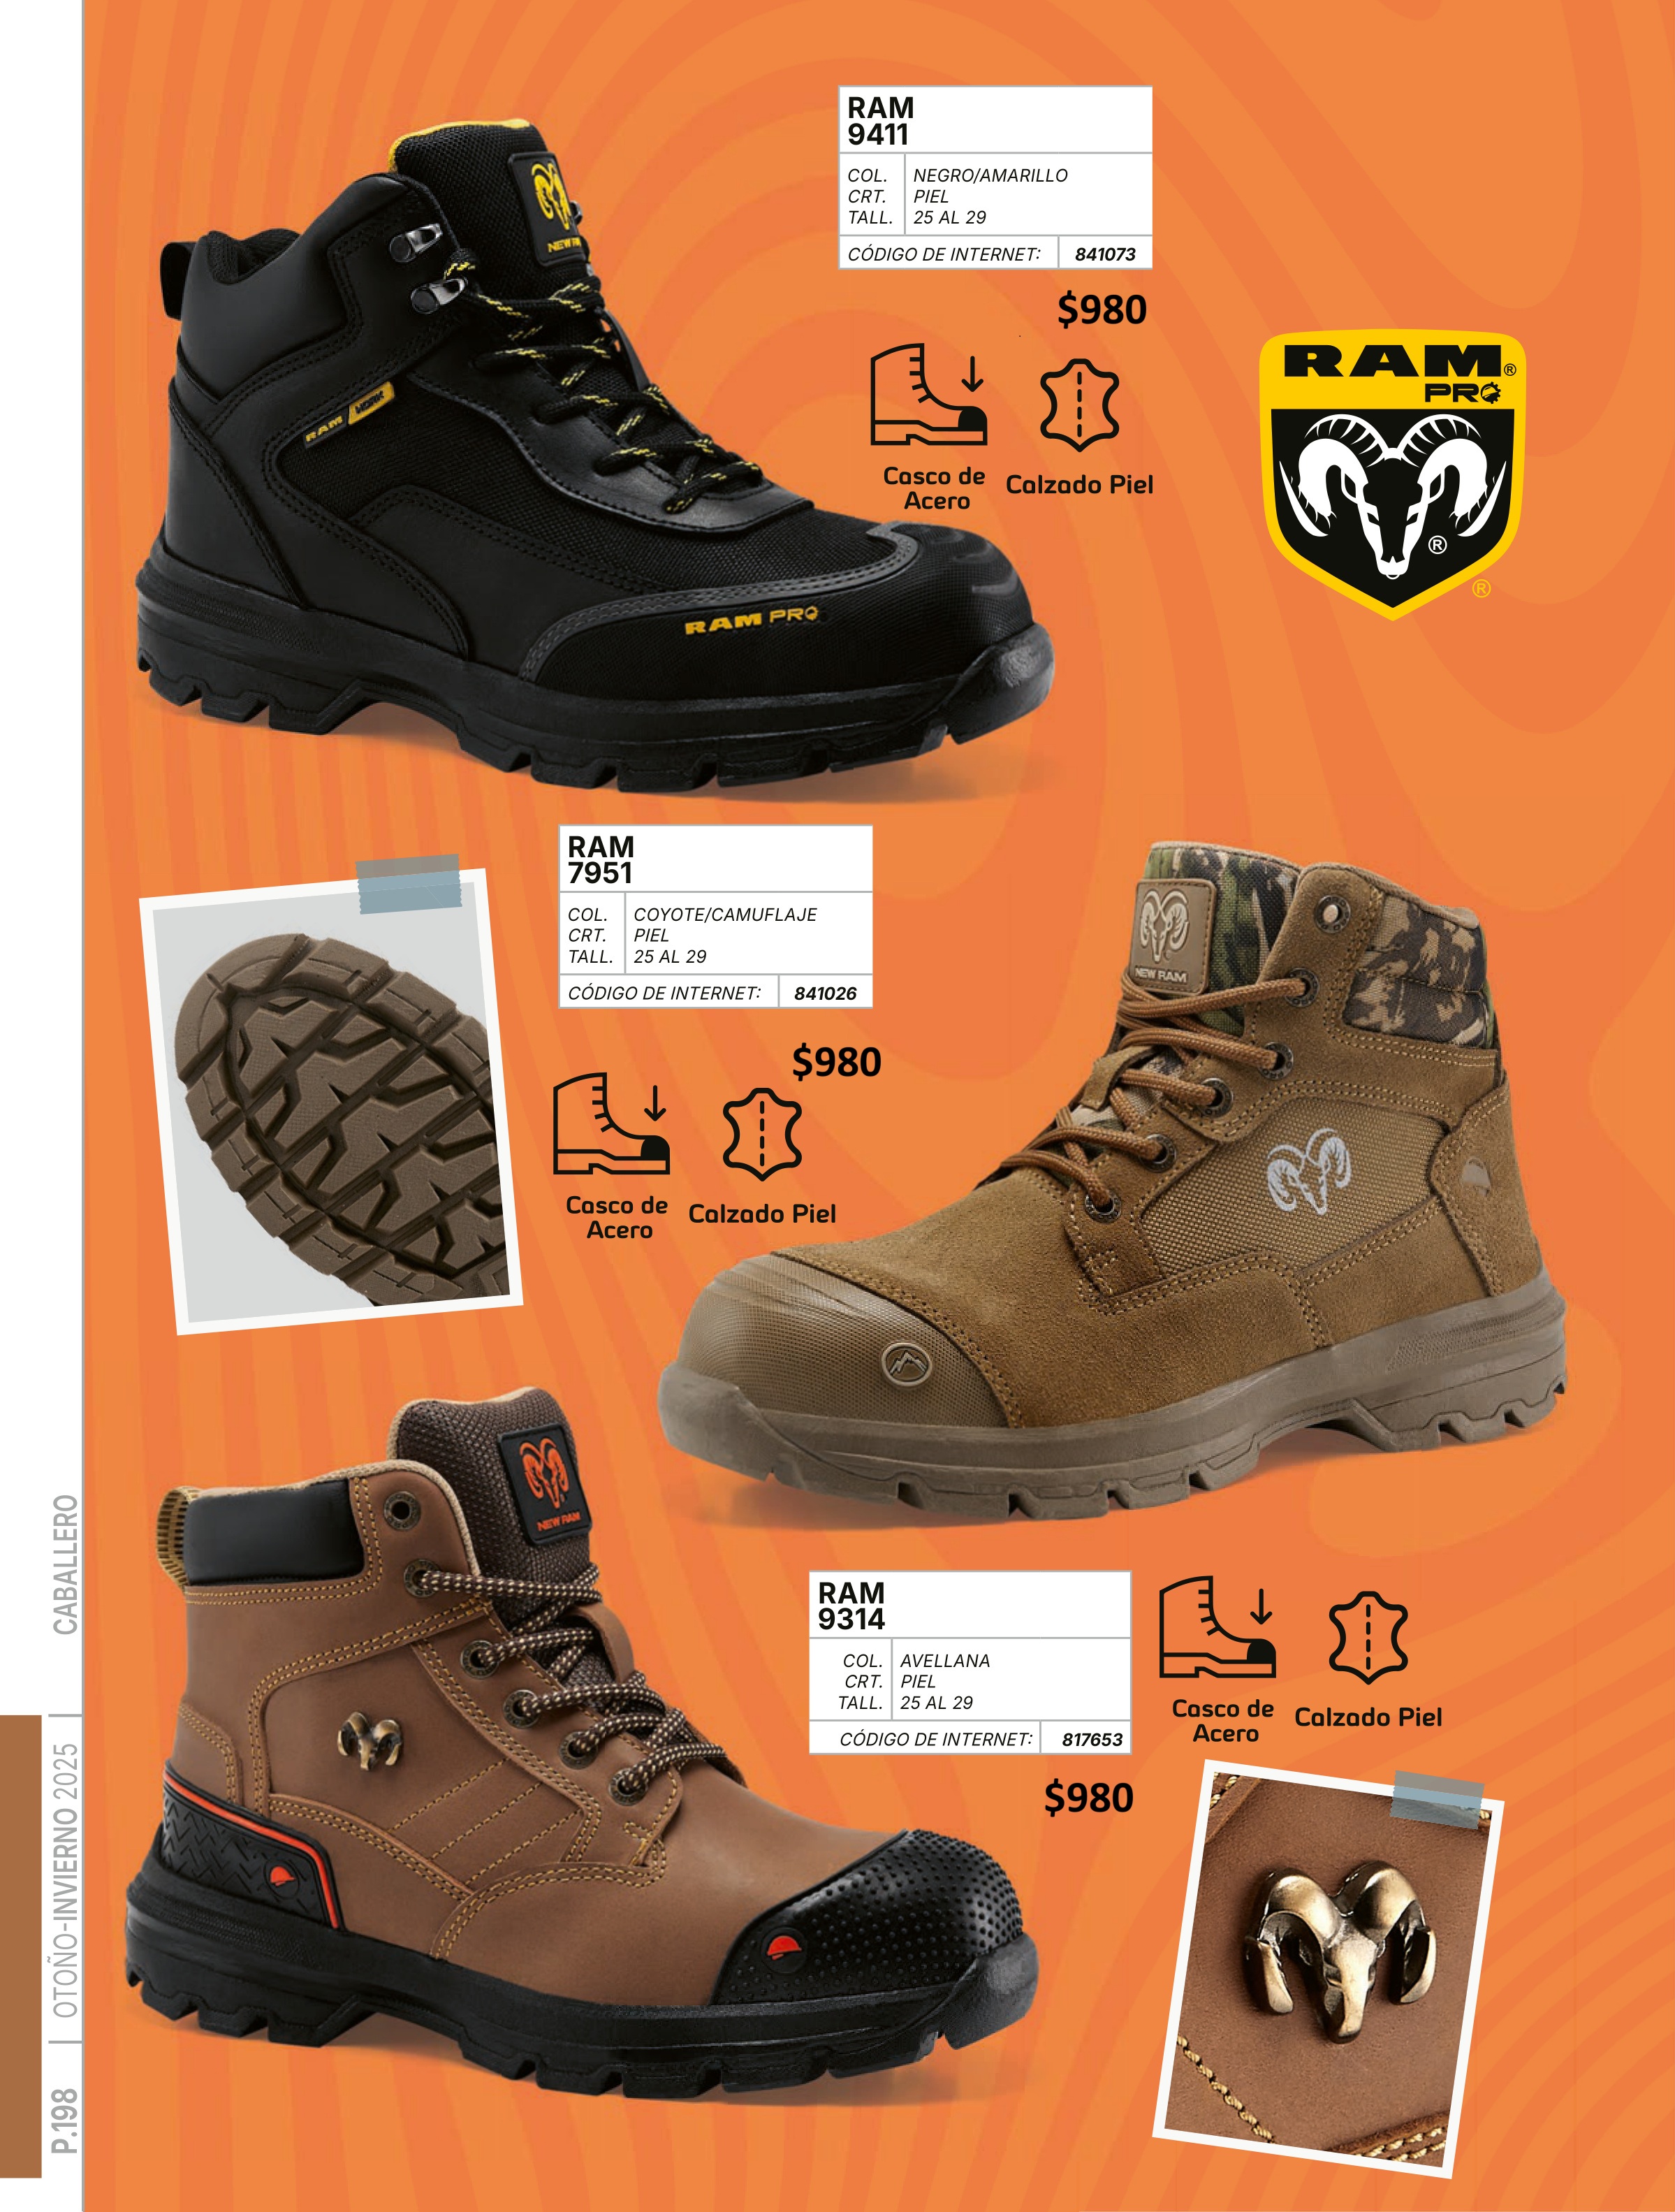 RAM
9411
COL. NEGRO/AMARILLO
CRT. PIEL
TALL. 25 AL 29
CÓDIGO DE INTERNET: 841073
$980
Casco de
Acero
Calzado Piel
RAM®
PRO
®
®
NEW RAM
RAM WORK
RAM PRO
RAM
7951
COL. COYOTE/CAMUFLAJE
CRT. PIEL
TALL. 25 AL 29
CÓDIGO DE INTERNET: 841026
$980
Casco de
Acero
Calzado Piel
NEW RAM
NEW RAM
RAM
9314
COL. AVELLANA
CRT. PIEL
TALL. 25 AL 29
CÓDIGO DE INTERNET: 817653
$980
Casco de
Acero
Calzado Piel
P.198 | OTOÑO-INVIERNO 2025 | CABALLERO